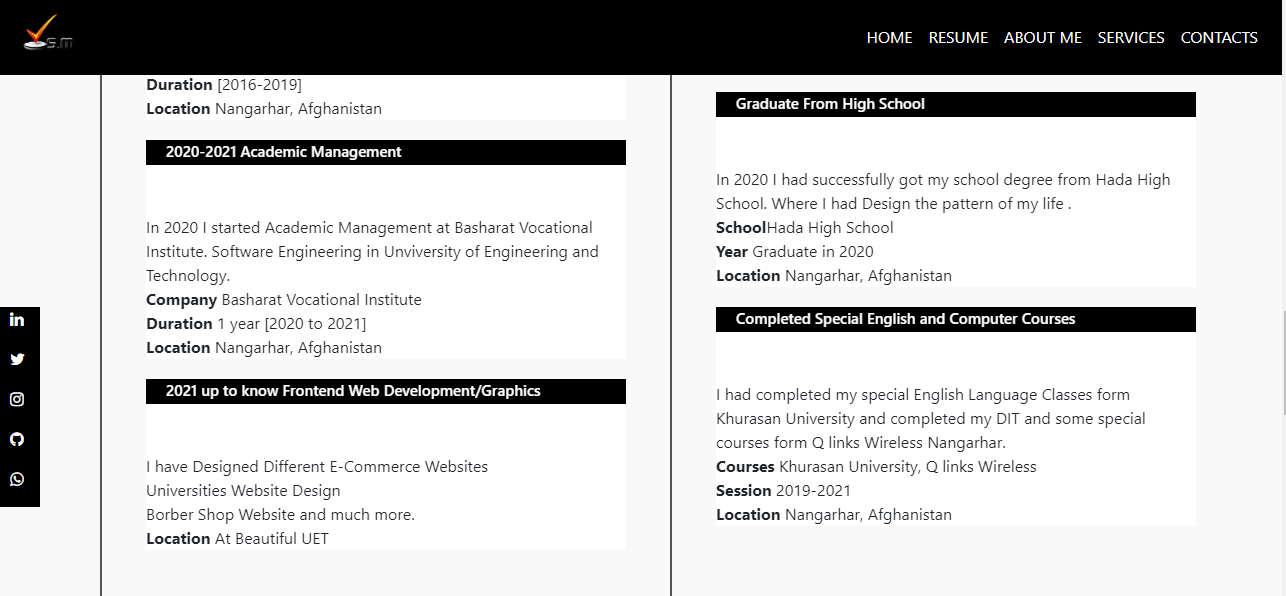 s.m
HOME RESUME ABOUT ME SERVICES CONTACTS
Duration [2016-2019]
Location Nangarhar, Afghanistan
2020-2021 Academic Management
In 2020 I started Academic Management at Basharat Vocational
Institute. Software Engineering in Unviversity of Engineering and
Technology.
Company Basharat Vocational Institute
Duration 1 year [2020 to 2021]
Location Nangarhar, Afghanistan
2021 up to know Frontend Web Development/Graphics
I have Designed Different E-Commerce Websites
Universities Website Design
Borber Shop Website and much more.
Location At Beautiful UET
Graduate From High School
In 2020 I had successfully got my school degree from Hada High
School. Where I had Design the pattern of my life .
SchoolHada High School
Year Graduate in 2020
Location Nangarhar, Afghanistan
Completed Special English and Computer Courses
I had completed my special English Language Classes form
Khurasan University and completed my DIT and some special
courses form Q links Wireless Nangarhar.
Courses Khurasan University, Q links Wireless
Session 2019-2021
Location Nangarhar, Afghanistan
in